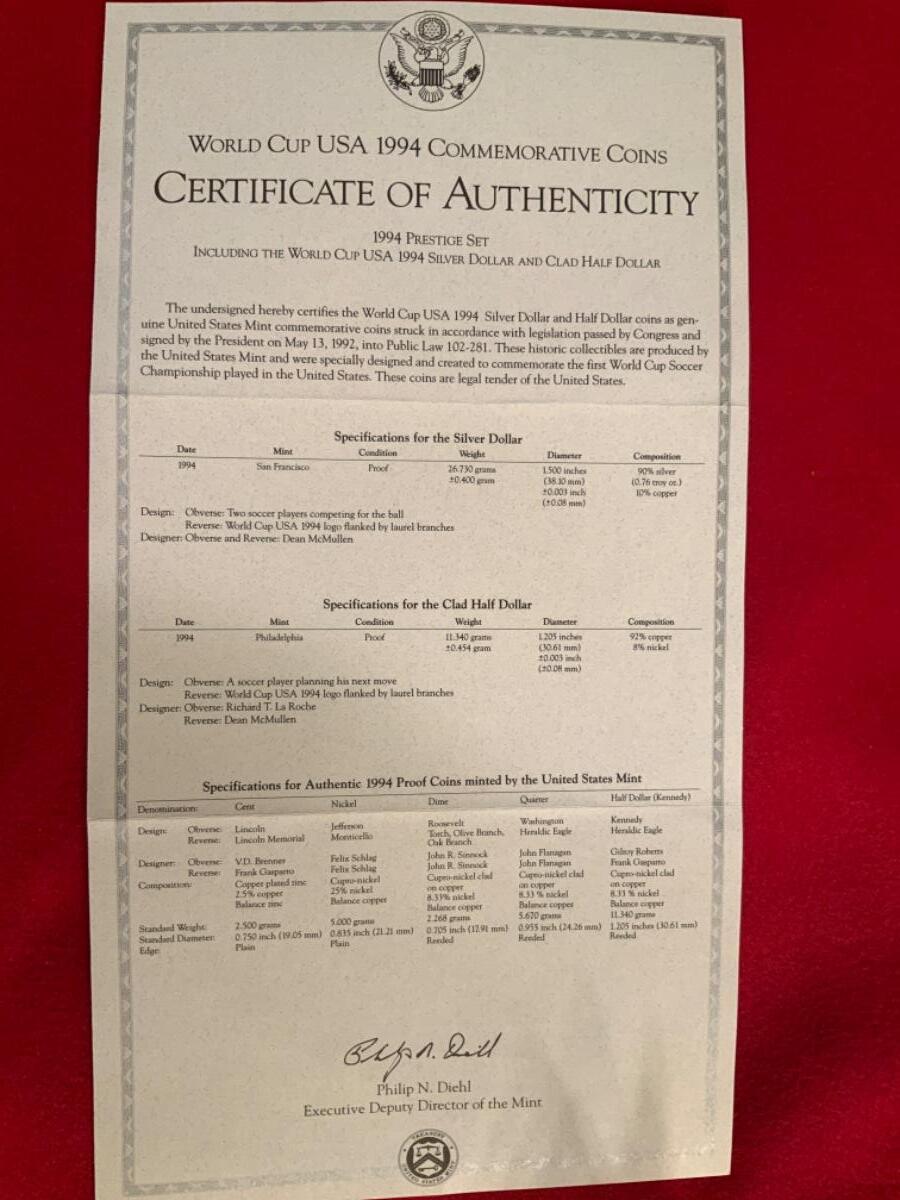 WORLD CUP USA 1994 COMMEMORATIVE COINS
CERTIFICATE OF AUTHENTICITY
1994 PRESTIGE SET
INCLUDING THE WORLD CUP USA 1994 SILVER DOLLAR AND CLAD HALF DOLLAR
The undersigned hereby certifies the World Cup USA 1994 Silver Dollar and Half Dollar coins as gen-
uine United States Mint commemorative coins struck in accordance with legislation passed by Congress and
signed by the President on May 13, 1992, into Public Law 102-281. These historic collectibles are produced by
the United States Mint and were specially designed and created to commemorate the first World Cup Soccer
Championship played in the United States. These coins are legal tender of the United States.
Specifications for the Silver Dollar
Date Mint Condition Weight Diameter Composition
1994 San Francisco Proof 26.730 grams 1.500 inches 90% silver
±0.400 gram (38.10 mm) (0.76 troy oz.)
±0.003 inch 10% copper
(±0.08 mm)
Design: Obverse: Two soccer players competing for the ball
Reverse: World Cup USA 1994 logo flanked by laurel branches
Designer: Obverse and Reverse: Dean McMullen
Specifications for the Clad Half Dollar
Date Mint Condition Weight Diameter Composition
1994 Philadelphia Proof 11.340 grams 1.205 inches 92% copper
±0.454 gram (30.61 mm) 8% nickel
±0.003 inch
(±0.08 mm)
Design: Obverse: A soccer player planning his next move
Reverse: World Cup USA 1994 logo flanked by laurel branches
Designer: Obverse: Richard T. La Roche
Reverse: Dean McMullen
Specifications for Authentic 1994 Proof Coins minted by the United States Mint
Denomination: Cent Nickel Dime Quarter Half Dollar (Kennedy)
Design: Obverse: Lincoln Jefferson Roosevelt Washington Kennedy
Reverse: Lincoln Memorial Monticello Torch, Olive Branch, Heraldic Eagle Heraldic Eagle
Oak Branch
Designer: Obverse: V.D. Brenner Felix Schlag John R. Sinnock John Flanagan Gilroy Roberts
Reverse: Frank Gasparro Felix Schlag John R. Sinnock John Flanagan Frank Gasparro
Composition: Copper plated zinc Cupro-nickel Cupro-nickel clad Cupro-nickel clad Cupro-nickel clad
2.5% copper 25% nickel on copper on copper on copper
Balance zinc Balance copper 8.33% nickel 8.33 % nickel 8.33 % nickel
Balance copper Balance copper Balance copper
Standard Weight: 2.500 grams 5.000 grams 2.268 grams 5.670 grams 11.340 grams
Standard Diameter: 0.750 inch (19.05 mm) 0.835 inch (21.21 mm) 0.705 inch (17.91 mm) 0.955 inch (24.26 mm) 1.205 inches (30.61 mm)
Edge: Plain Plain Reeded Reeded Reeded
Philip N. Diehl
Philip N. Diehl
Executive Deputy Director of the Mint